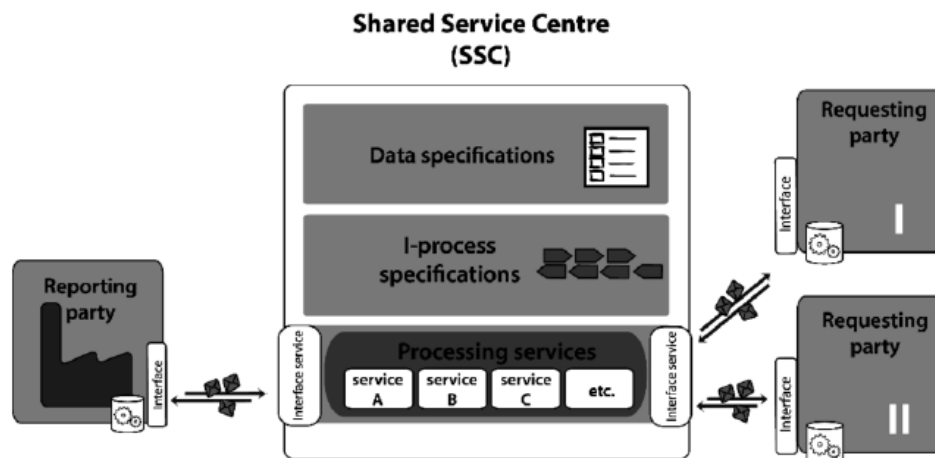 Shared Service Centre
(SSC)
Data specifications
I-process
specifications
Reporting
party
Interface
Interface service
Processing services
service
A
service
B
service
C
etc.
Interface service
Requesting
party
I
Interface
Requesting
party
II
Interface